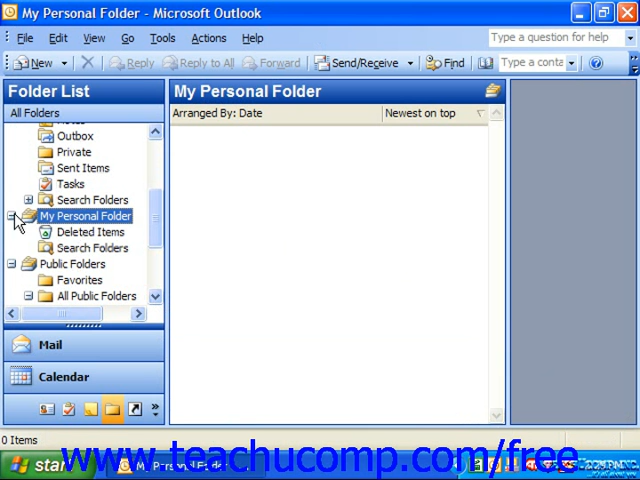 My Personal Folder - Microsoft Outlook
File Edit View Go Tools Actions Help Type a question for help
New Reply Reply to All Forward Send/Receive Find Type a conta
Folder List
All Folders
Outbox
Private
Sent Items
Tasks
Search Folders
My Personal Folder
Deleted Items
Search Folders
Public Folders
Favorites
All Public Folders
Mail
Calendar
My Personal Folder
Arranged By: Date Newest on top
0 Items
start
www.teachucomp.com/free